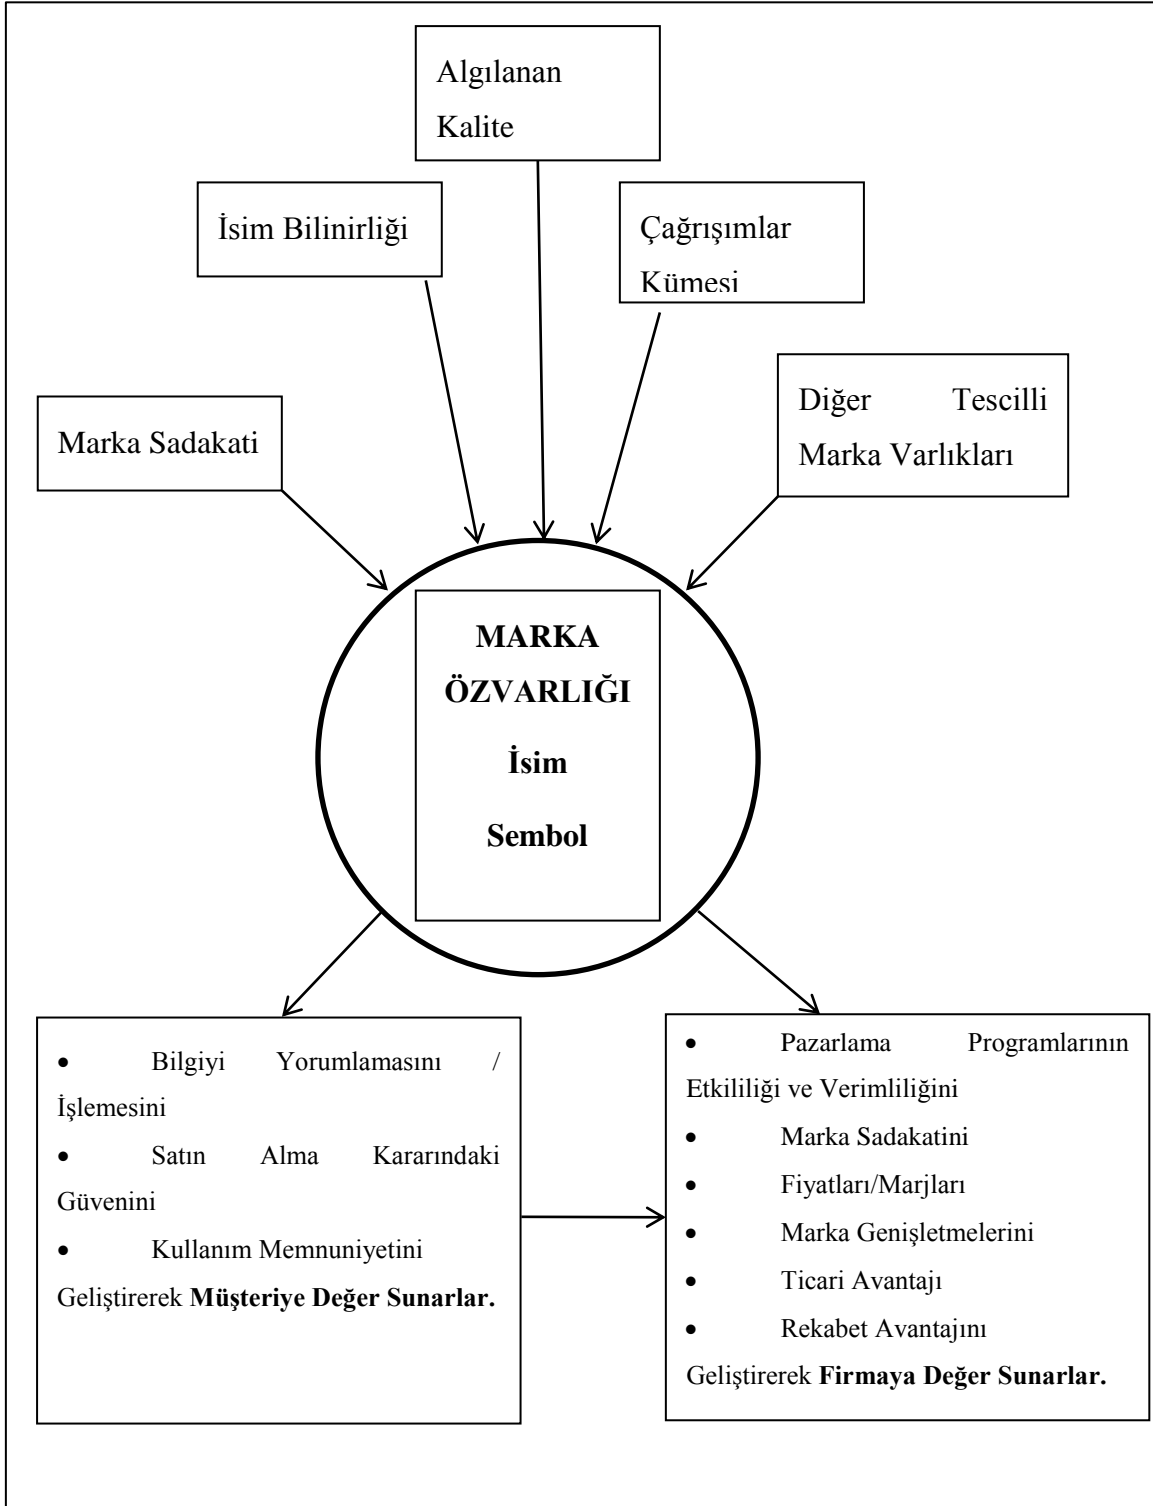 Algılanan
Kalite
İsim Bilinirliği
Çağrışımlar
Kümesi
Diğer Tescilli
Marka Varlıkları
Marka Sadakati
MARKA
ÖZVARLIĞI
İsim
Sembol
• Bilgiyi Yorumlamasını /
İşlemesini
• Satın Alma Kararındaki
Güvenini
• Kullanım Memnuniyetini
Geliştirerek Müşteriye Değer Sunarlar.
• Pazarlama Programlarının
Etkililiği ve Verimliliğini
• Marka Sadakatini
• Fiyatları/Marjları
• Marka Genişletmelerini
• Ticari Avantajı
• Rekabet Avantajını
Geliştirerek Firmaya Değer Sunarlar.